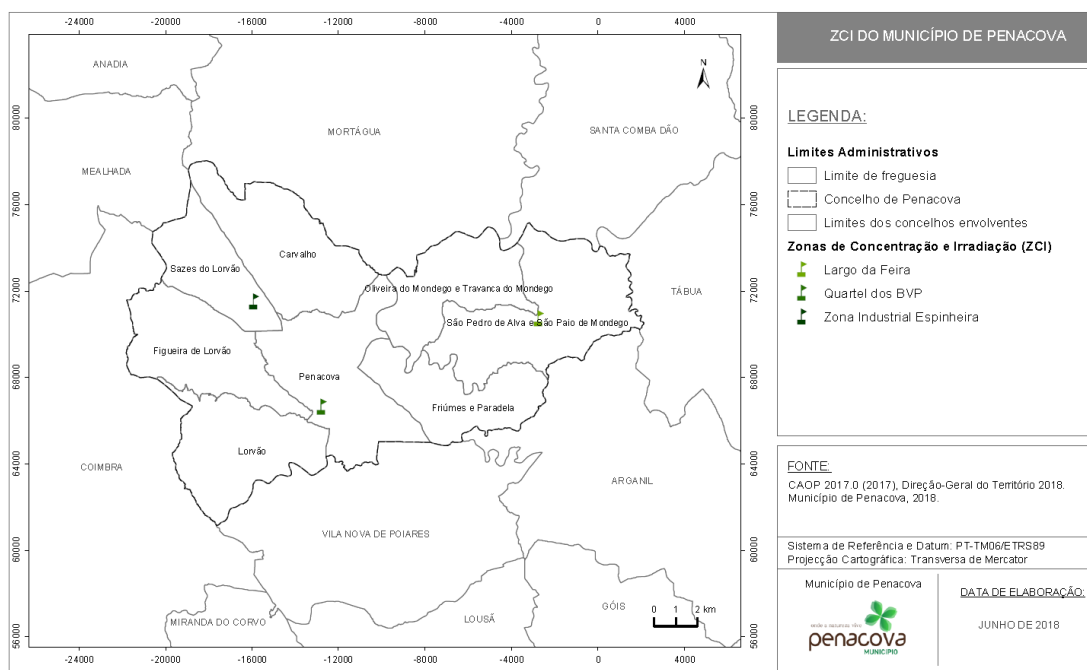 -24000 -20000 -16000 -12000 -8000 -4000 0 4000
ZCI DO MUNICÍPIO DE PENACOVA
ANADIA
N
MORTÁGUA
SANTA COMBA DÃO
MEALHADA
80000
80000
76000
76000
Carvalho
Sazes do Lorvão
Oliveira do Mondego e Travanca do Mondego
TÁBUA
72000
72000
São Pedro de Alva e São Paio de Mondego
Figueira de Lorvão
Penacova
68000
68000
Friúmes e Paradela
Lorvão
COIMBRA
64000
64000
ARGANIL
VILA NOVA DE POIARES
60000
60000
GÓIS
LOUSÃ
MIRANDA DO CORVO
0 1 2 km
56000
56000
-24000 -20000 -16000 -12000 -8000 -4000 0 4000
LEGENDA:
Limites Administrativos
Limite de freguesia
Concelho de Penacova
Limites dos concelhos envolventes
Zonas de Concentração e Irradiação (ZCI)
Largo da Feira
Quartel dos BVP
Zona Industrial Espinheira
FONTE:
CAOP 2017.0 (2017), Direção-Geral do Território 2018.
Município de Penacova, 2018.
Sistema de Referência e Datum: PT-TM06/ETRS89
Projecção Cartográfica: Transversa de Mercator
Município de Penacova
penacova
MUNICÍPIO
DATA DE ELABORAÇÃO:
JUNHO DE 2018